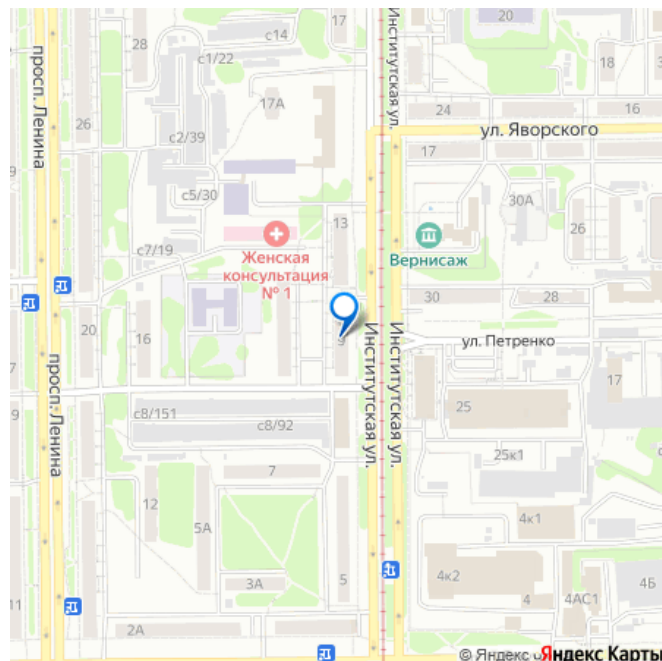 17
20
с14
28
с1/22
18
просп. Ленина
Институтская ул.
17А
24
16
26
ул. Яворского
с2/39
17
с5/30
30А
13
26
Женская
консультация
№ 1
Вернисаж
с7/19
30
28
20
16
9
ул. Петренко
просп. Ленина
Институтская ул.
Институтская ул.
17
25
с8/151
с8/92
25к1
7
12
5А
4к1
4к2
3А
5
4
4АС1
4Б
11
2А
© Яндекс
Яндекс Карты